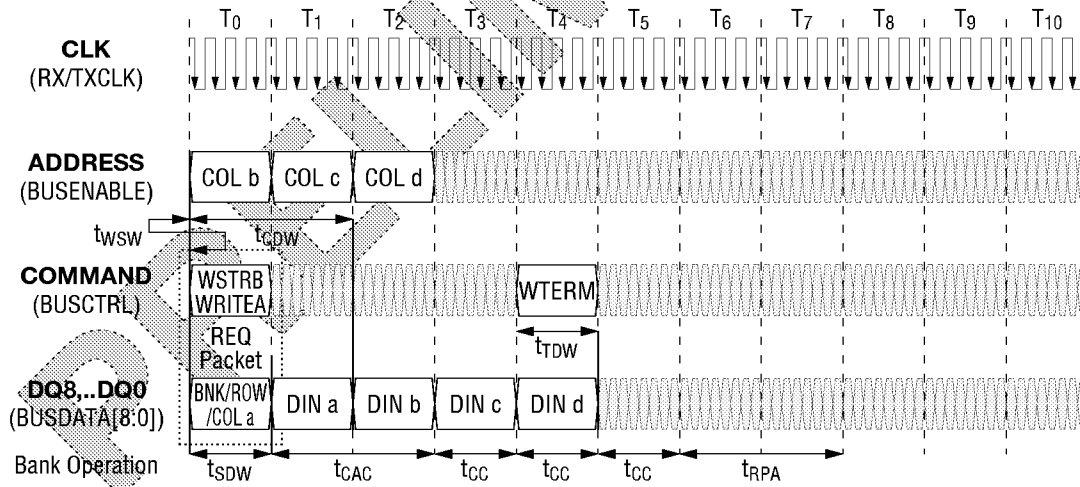 T0 T1 T2 T3 T4 T5 T6 T7 T8 T9 T10
CLK
(RX/TXCLK)
ADDRESS
(BUSENABLE)
COL b COL c COL d
tWSW tCDW
COMMAND
(BUSCTRL)
WSTRB
WRITEA
WTERM
REQ
Packet
tTDW
DQ8,..DQ0
(BUSDATA[8:0])
BNK/ROW
/COL a
DIN a DIN b DIN c DIN d
Bank Operation tSDW tCAC tCC tCC tCC tRPA